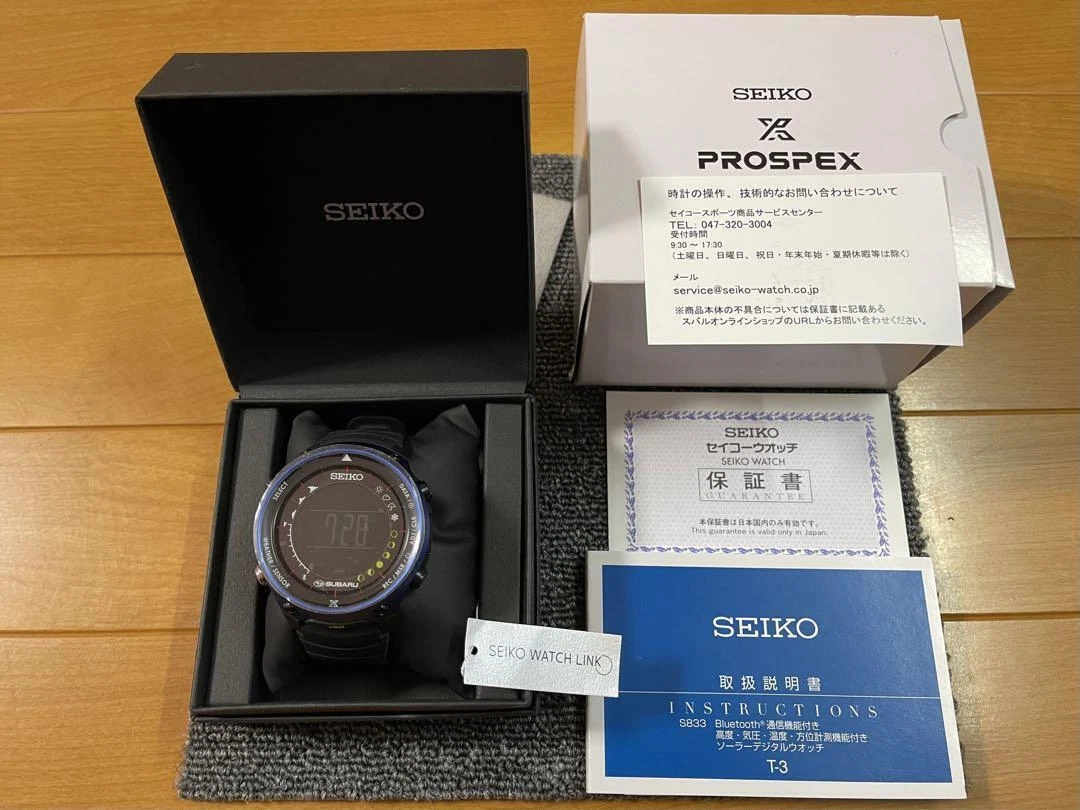 SEIKO
SEIKO
PROSPEX
時計の操作、技術的なお問い合わせについて
セイコースポーツ商品サービスセンター
TEL: 047-320-3004
受付時間
9:30 ～ 17:30
(土曜日、日曜日、祝日・年末年始・夏期休暇等は除く)
メール
service@seiko-watch.co.jp
※商品本体の不具合については保証書に記載ある
スバルオンラインショップのURLからお問い合わせください。
SEIKO
SELECT
DATA /
ADJ / CLR
REC / MSR /
WEATHER / SENSOR
728
SUBARU
SEIKO WATCH LINK
SEIKO
セイコーウオッチ
SEIKO WATCH
保証書
GUARANTEE
本保証書は日本国内のみ有効です。
This guarantee is valid only in Japan.
SEIKO
取扱説明書
INSTRUCTIONS
S833 Bluetooth®通信機能付き
高度・気圧・温度・方位計測機能付き
ソーラーデジタルウオッチ
T-3